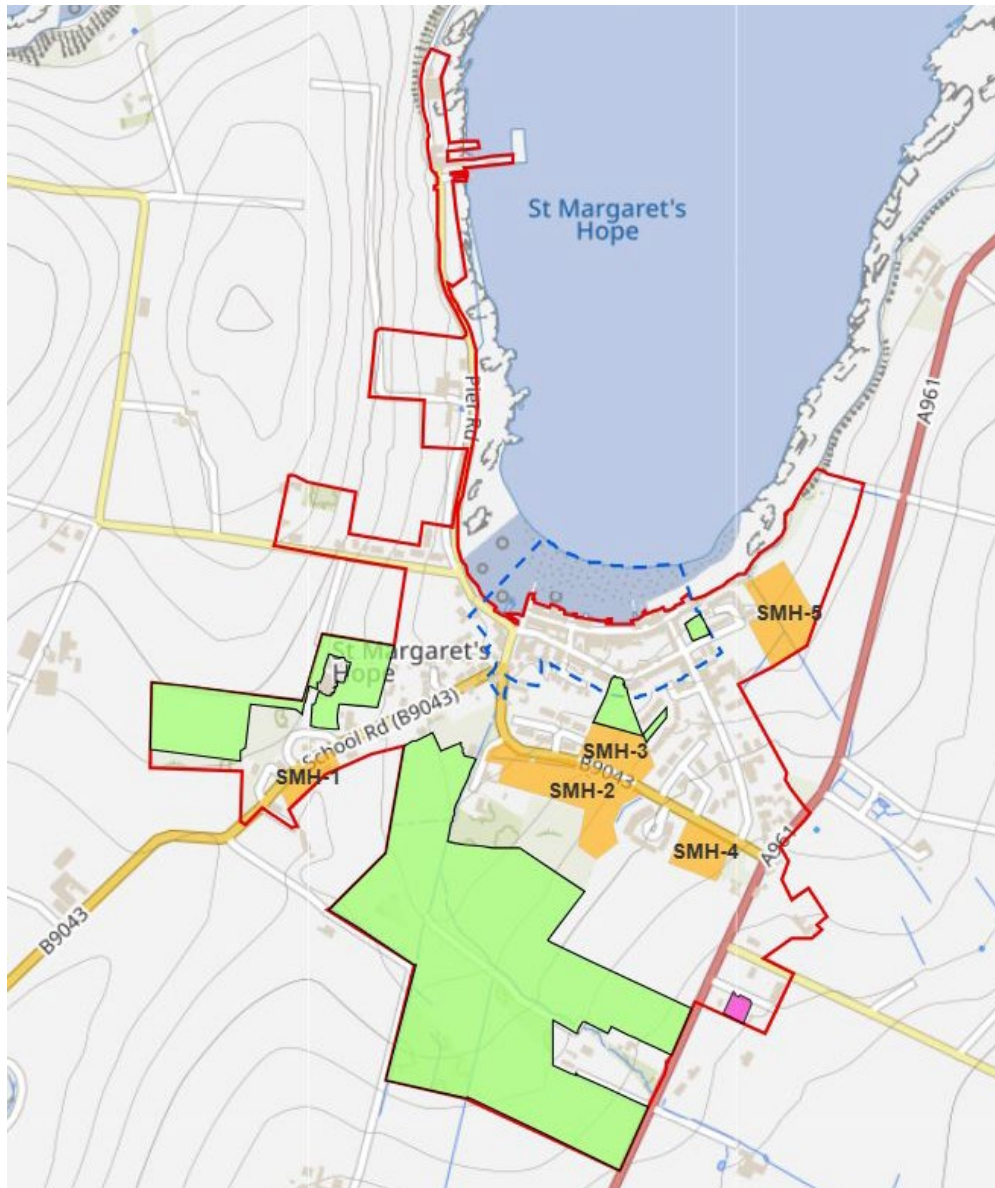 St Margaret's
Hope
A961
Pier Rd
SMH-5
St Margaret's
Hope
School Rd (B9043)
SMH-3
SMH-1
B9043
SMH-2
SMH-4
A961
B9043